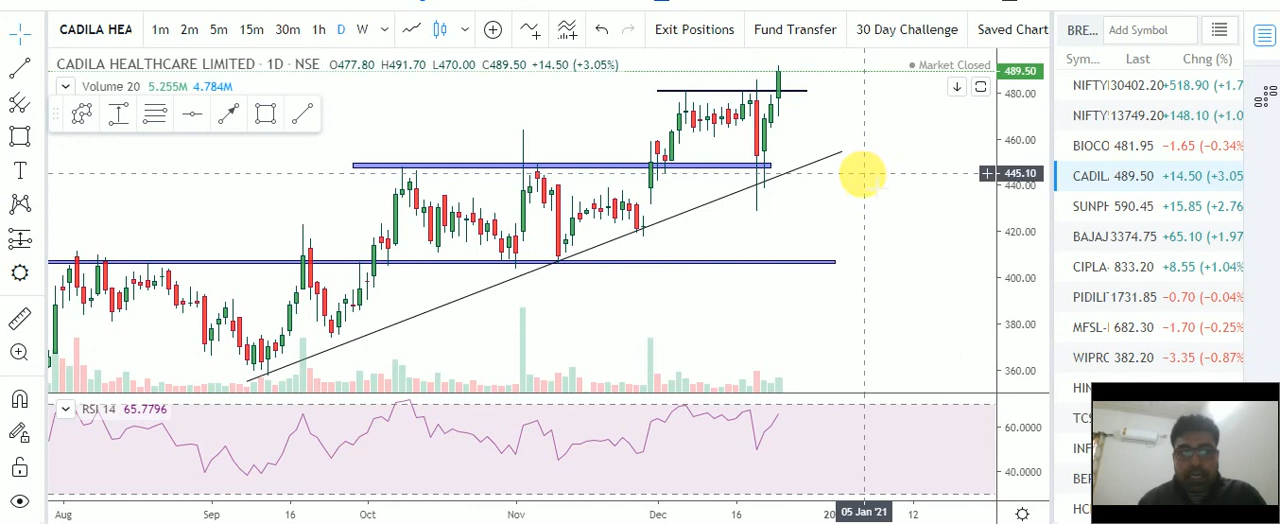 CADILA HEA 1m 2m 5m 15m 30m 1h D W Exit Positions Fund Transfer 30 Day Challenge Saved Chart
BRE... Add Symbol
CADILA HEALTHCARE LIMITED · 1D · NSE O477.80 H491.70 L470.00 C489.50 +14.50 (+3.05%)
Market Closed
Volume 20 5.255M 4.784M
T
489.50
480.00
460.00
445.10
440.00
420.00
400.00
380.00
360.00
RSI 14 65.7796
60.0000
40.0000
Aug Sep 16 Oct Nov Dec 16 20 05 Jan '21 12
Sym... Last Chng (%)
NIFTY 30402.20 +518.90 (+1.7
NIFTY 13749.20 +148.10 (+1.0
BIOCO 481.95 −1.65 (−0.34%
CADIL 489.50 +14.50 (+3.05
SUNPH 590.45 +15.85 (+2.76
BAJAJ 3374.75 +65.10 (+1.97
CIPLA- 833.20 +8.55 (+1.04%
PIDILI 1731.85 −0.70 (−0.04%
MFSL- 682.30 −1.70 (−0.25%
WIPRC 382.20 −3.35 (−0.87%
HIN
TCS
INF
BE
HC